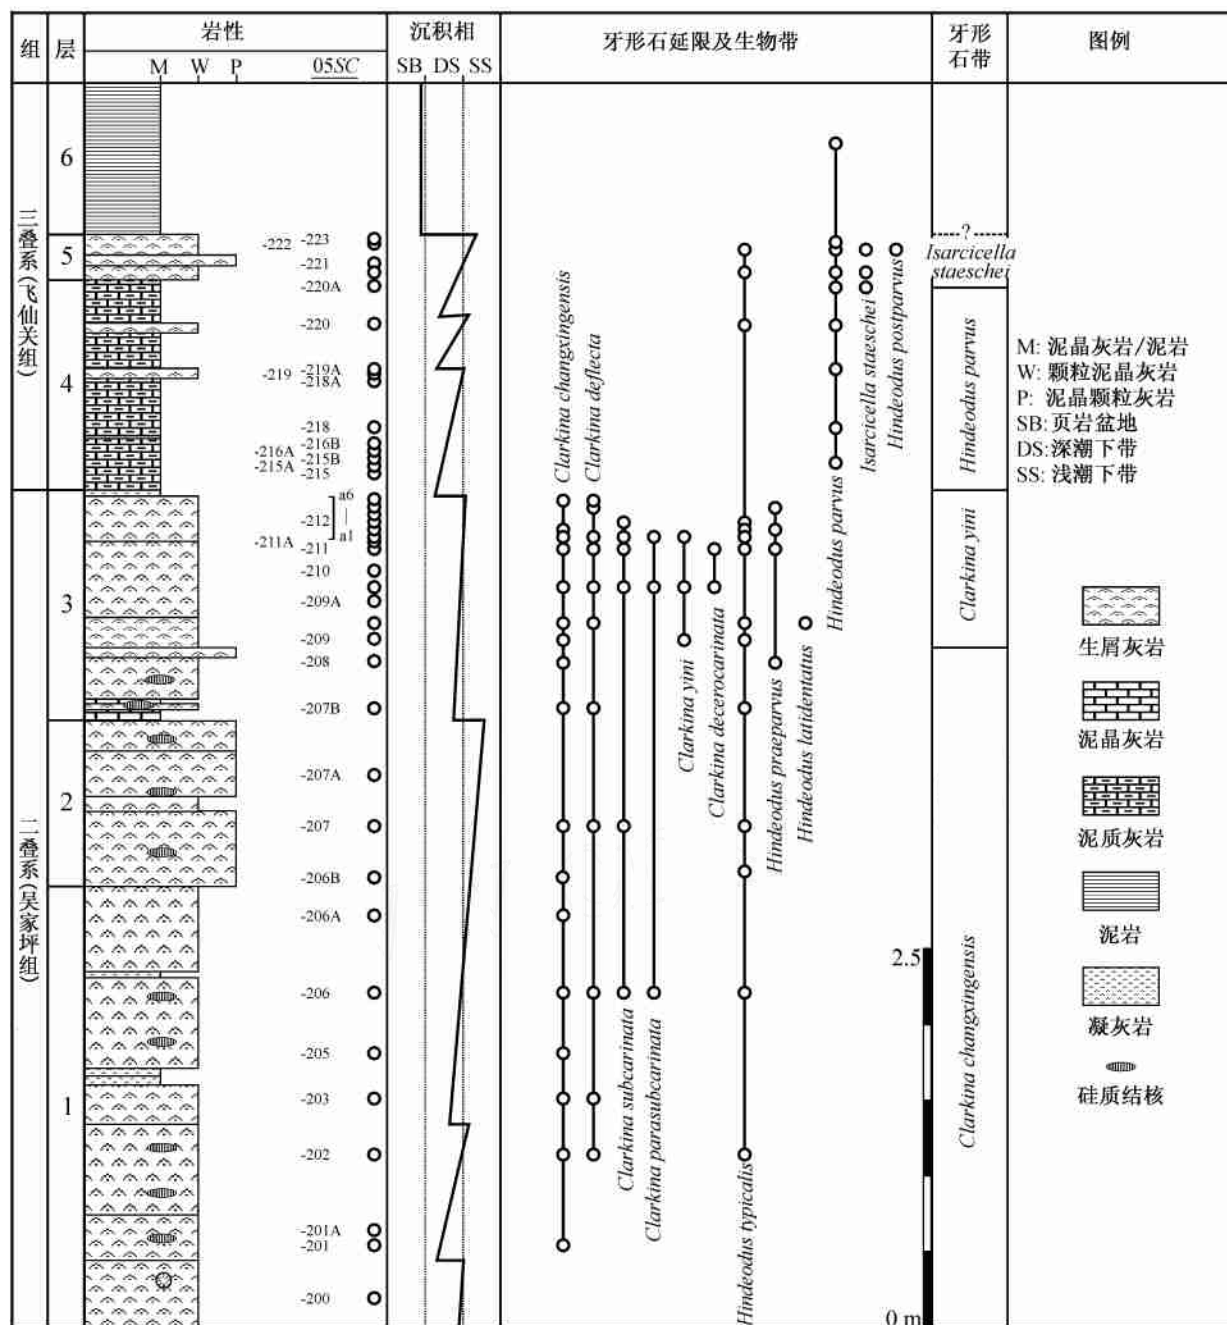 组
层
岩性
M W P 05SC
沉积相
SB DS SS
牙形石延限及生物带
牙形
石带
图例
三叠系(飞仙关组)
二叠系(吴家坪组)
6
5
4
3
2
1
-223
-222
-221
-220A
-220
-219A
-219
-218A
-218
-216B
-216A
-215B
-215A
-215
a6
-212
a1
-211A
-211
-210
-209A
-209
-208
-207B
-207A
-207
-206B
-206A
-206
-205
-203
-202
-201A
-201
-200
Clarkina changxingensis
Clarkina deflecta
Clarkina subcarinata
Clarkina parasubcarinata
Clarkina yini
Clarkina decerocarinata
Hindeodus typicalis
Hindeodus praeparvus
Hindeodus latidentatus
Hindeodus parvus
Isarcicella staeschei
Hindeodus postparvus
2.5
0 m
?
Isarcicella
staeschei
Hindeodus parvus
Clarkina yini
Clarkina changxingensis
M: 泥晶灰岩/泥岩
W: 颗粒泥晶灰岩
P: 泥晶颗粒灰岩
SB: 页岩盆地
DS: 深潮下带
SS: 浅潮下带
生屑灰岩
泥晶灰岩
泥质灰岩
泥岩
凝灰岩
硅质结核